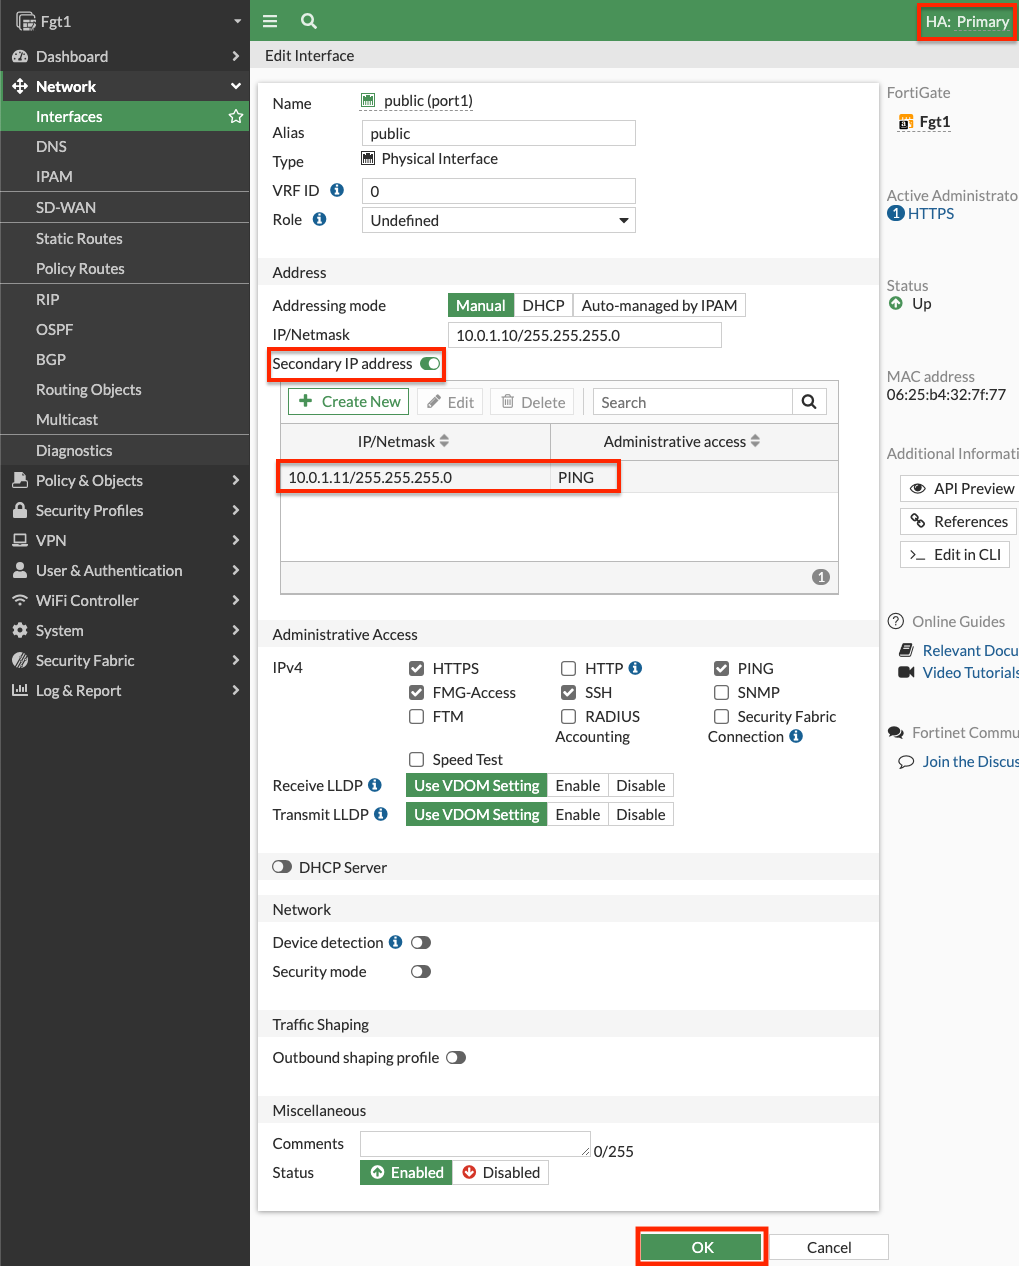 Fgt1
HA: Primary
Dashboard
Network
Interfaces
DNS
IPAM
SD-WAN
Static Routes
Policy Routes
RIP
OSPF
BGP
Routing Objects
Multicast
Diagnostics
Policy & Objects
Security Profiles
VPN
User & Authentication
WiFi Controller
System
Security Fabric
Log & Report
Edit Interface
Name public (port1)
Alias public
Type Physical Interface
VRF ID 0
Role Undefined
Address
Addressing mode Manual DHCP Auto-managed by IPAM
IP/Netmask 10.0.1.10/255.255.255.0
Secondary IP address
Create New Edit Delete Search
IP/Netmask Administrative access
10.0.1.11/255.255.255.0 PING
1
Administrative Access
IPv4 HTTPS HTTP PING
FMG-Access SSH SNMP
FTM RADIUS Accounting Security Fabric Connection
Speed Test
Receive LLDP Use VDOM Setting Enable Disable
Transmit LLDP Use VDOM Setting Enable Disable
DHCP Server
Network
Device detection
Security mode
Traffic Shaping
Outbound shaping profile
Miscellaneous
Comments 0/255
Status Enabled Disabled
OK Cancel
FortiGate
Fgt1
Active Administrato
1 HTTPS
Status
Up
MAC address
06:25:b4:32:7f:77
Additional Informati
API Preview
References
>_ Edit in CLI
Online Guides
Relevant Docu
Video Tutorials
Fortinet Commu
Join the Discus